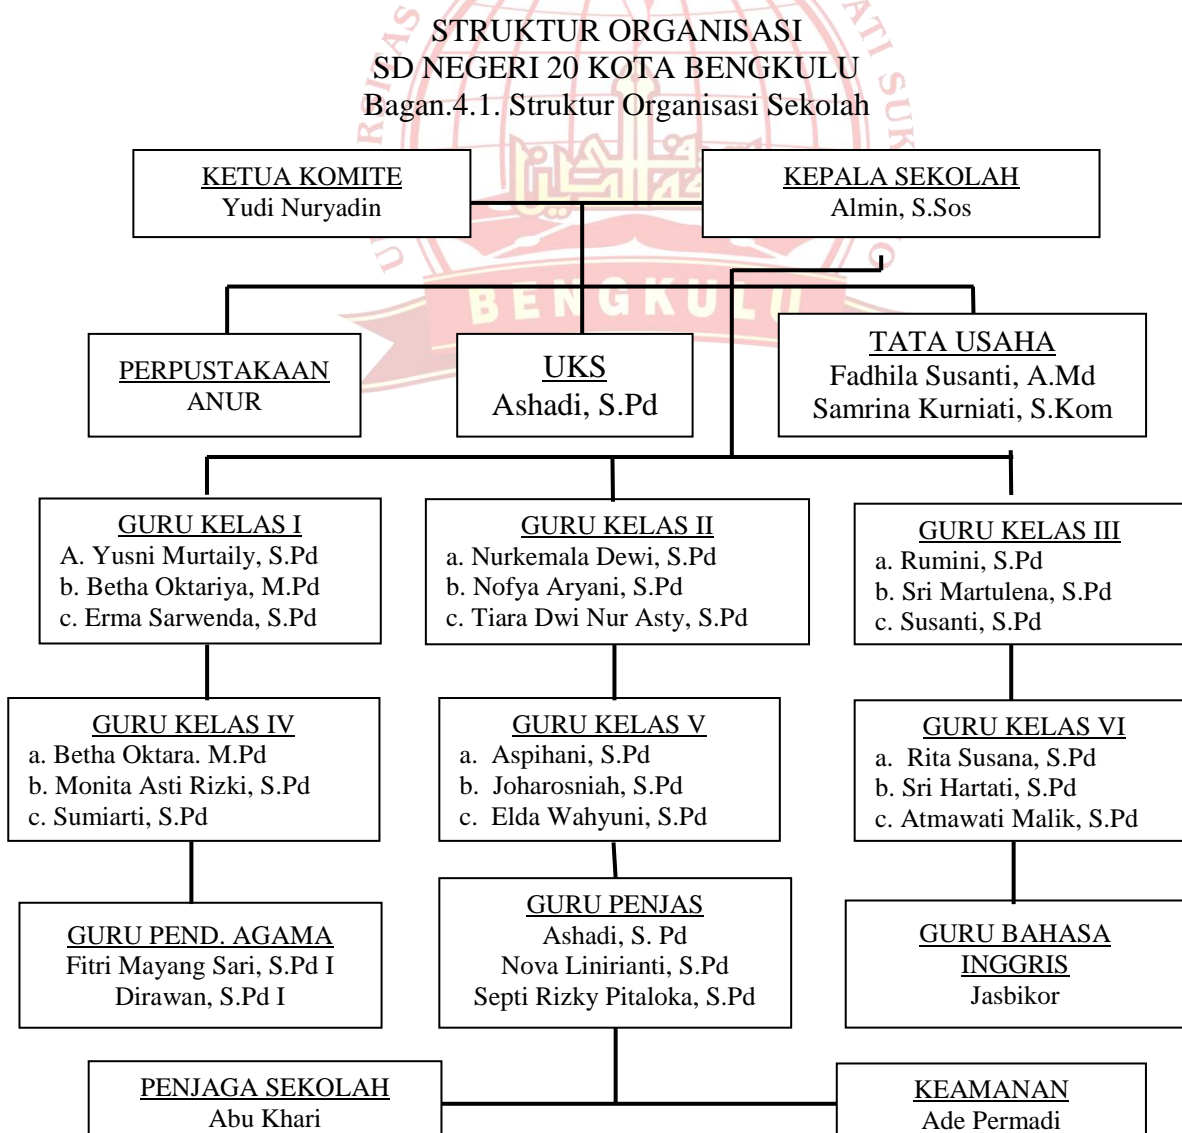 STRUKTUR ORGANISASI
SD NEGERI 20 KOTA BENGKULU
Bagan.4.1. Struktur Organisasi Sekolah
KETUA KOMITE
Yudi Nuryadin
KEPALA SEKOLAH
Almin, S.Sos
BENGKULU
PERPUSTAKAAN
ANUR
UKS
Ashadi, S.Pd
TATA USAHA
Fadhila Susanti, A.Md
Samrina Kurniati, S.Kom
GURU KELAS I
A. Yusni Murtaily, S.Pd
b. Betha Oktariya, M.Pd
c. Erma Sarwenda, S.Pd
GURU KELAS II
a. Nurkemala Dewi, S.Pd
b. Nofya Aryani, S.Pd
c. Tiara Dwi Nur Asty, S.Pd
GURU KELAS III
a. Rumini, S.Pd
b. Sri Martulena, S.Pd
c. Susanti, S.Pd
GURU KELAS IV
a. Betha Oktara. M.Pd
b. Monita Asti Rizki, S.Pd
c. Sumiarti, S.Pd
GURU KELAS V
a. Aspihani, S.Pd
b. Joharosniah, S.Pd
c. Elda Wahyuni, S.Pd
GURU KELAS VI
a. Rita Susana, S.Pd
b. Sri Hartati, S.Pd
c. Atmawati Malik, S.Pd
GURU PEND. AGAMA
Fitri Mayang Sari, S.Pd I
Dirawan, S.Pd I
GURU PENJAS
Ashadi, S. Pd
Nova Linirianti, S.Pd
Septi Rizky Pitaloka, S.Pd
GURU BAHASA
INGGRIS
Jasbikor
PENJAGA SEKOLAH
Abu Khari
KEAMANAN
Ade Permadi